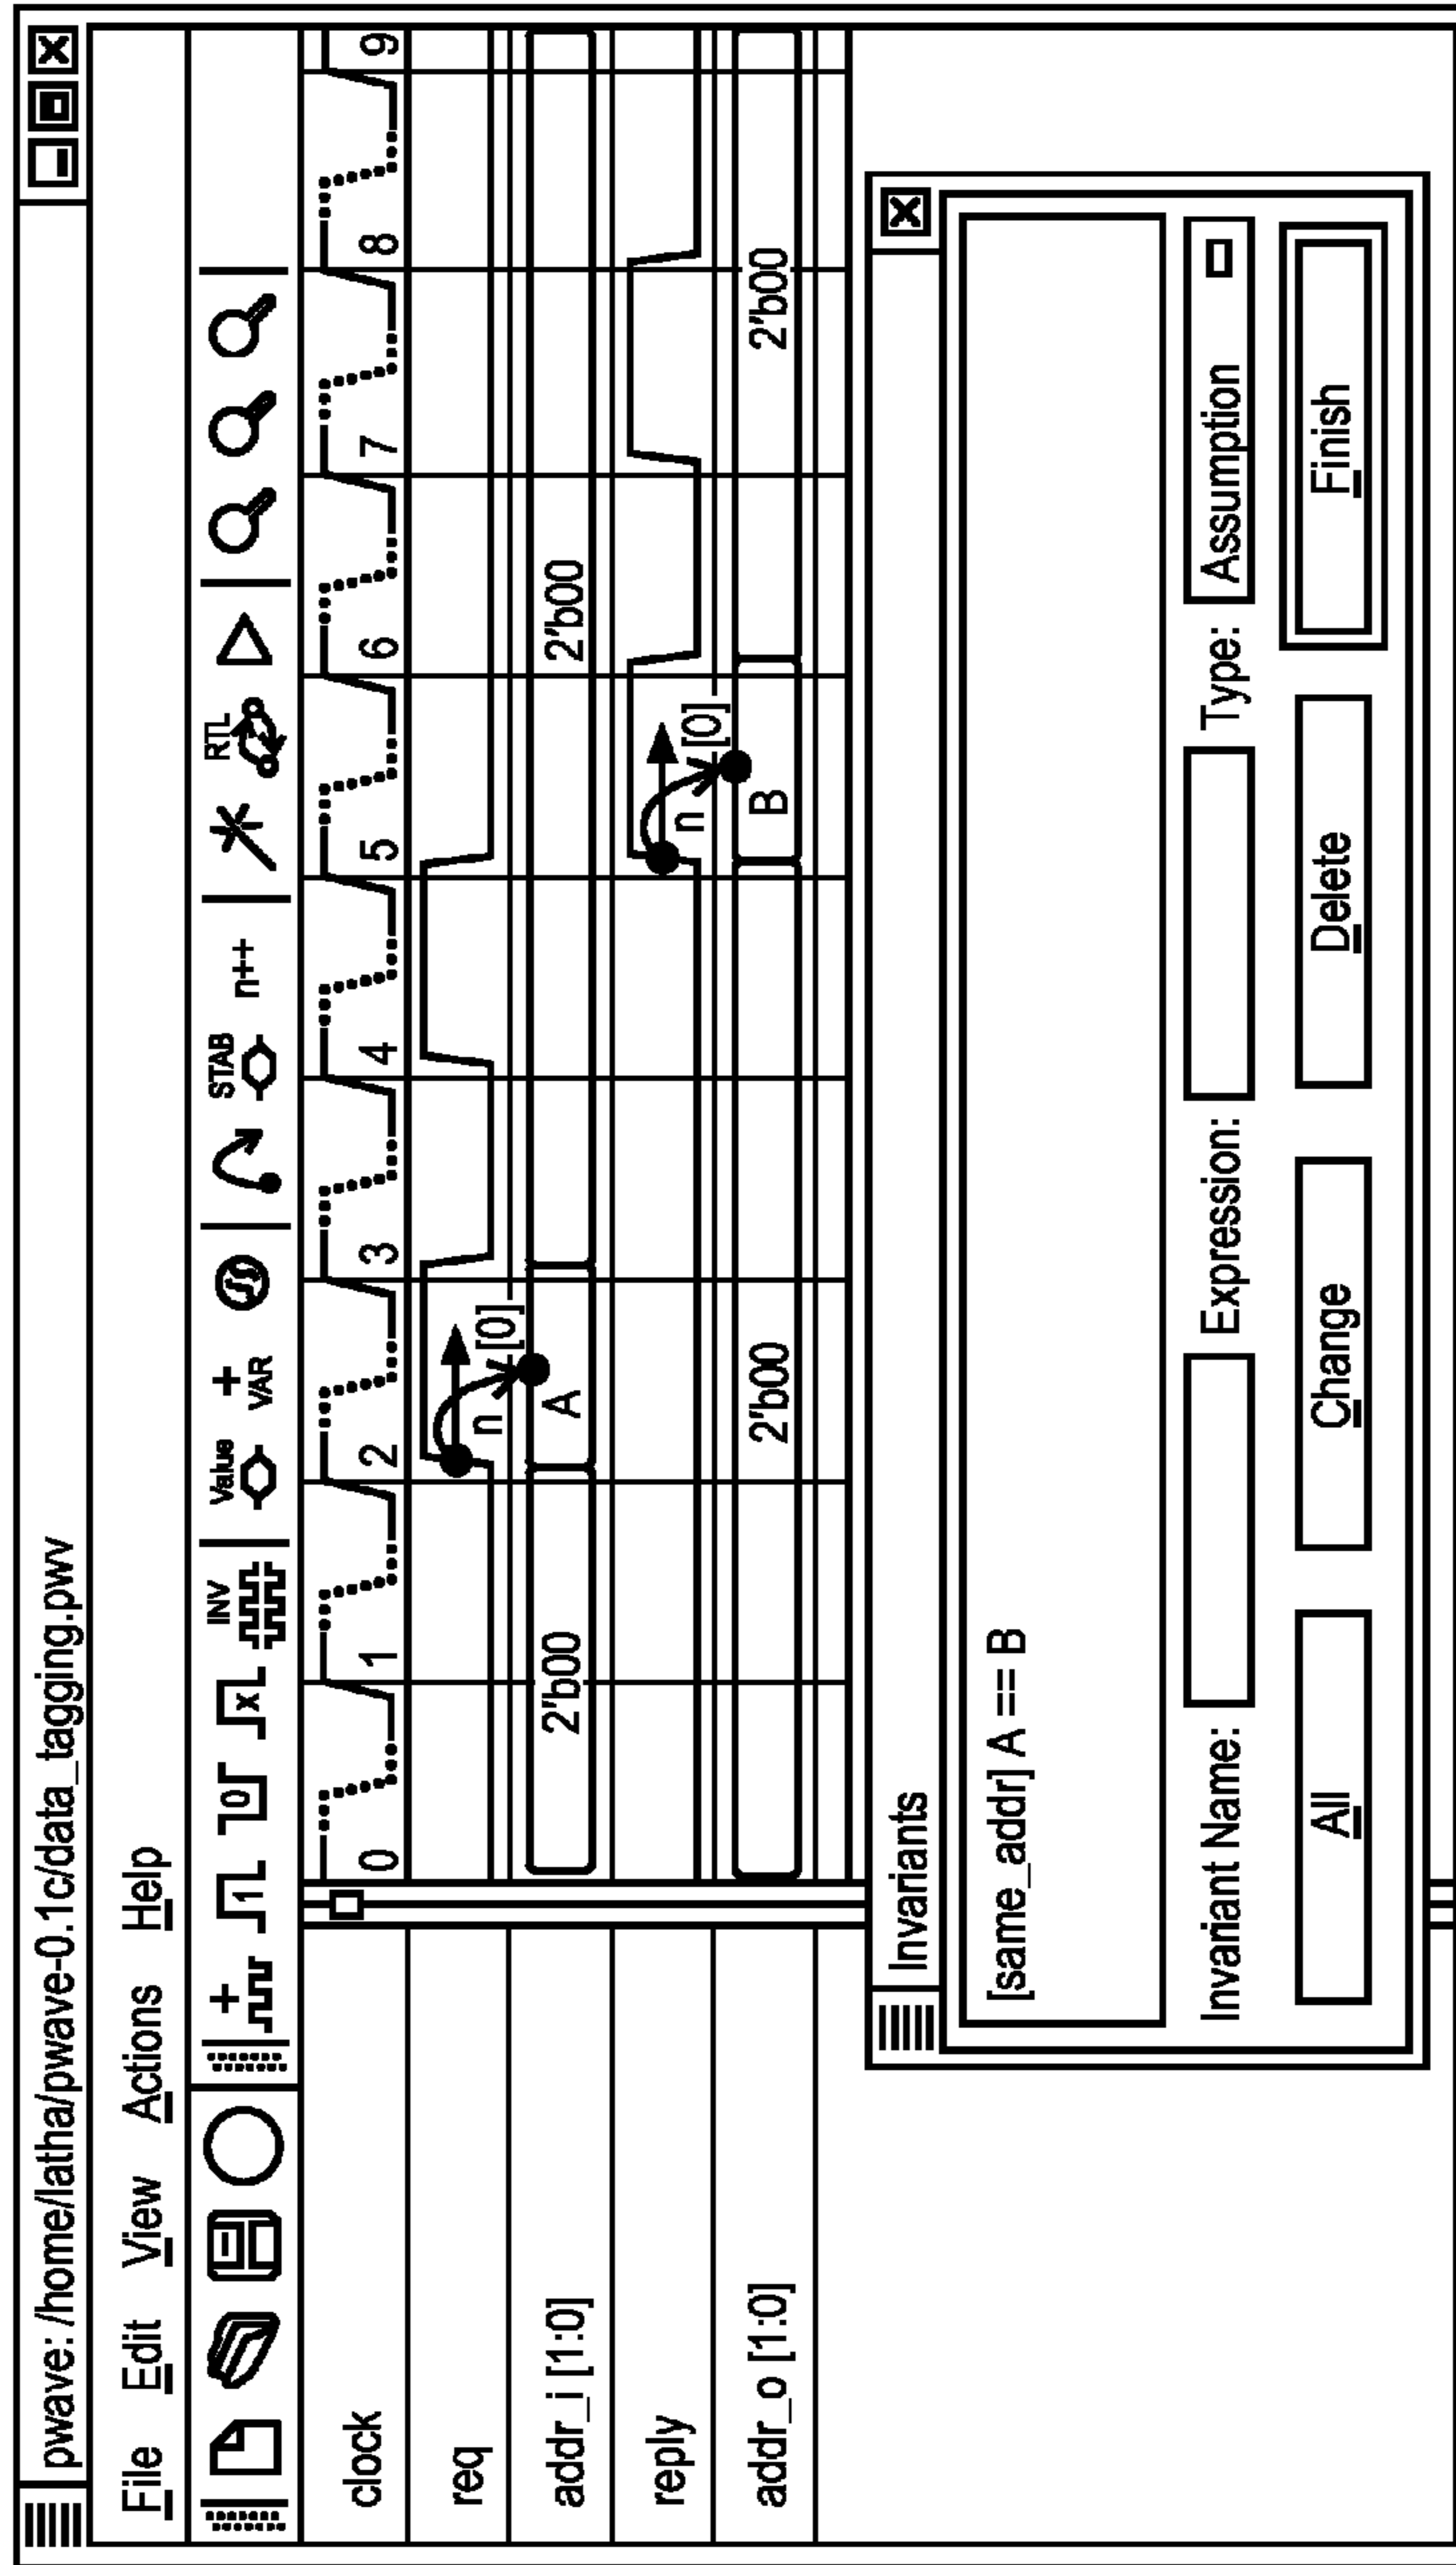 pwave: /home/latha/pwave-0.1c/data_tagging.pwv
File Edit View Actions Help
+ 1 0 x INV Value + VAR STAB n++ RTL
clock 0 1 2 3 4 5 6 7 8 9
req
n [0]
addr_i [1:0] 2'b00 A 2'b00
reply
n [0]
addr_o [1:0] 2'b00 B 2'b00
Invariants
[same_addr] A == B
Invariant Name: Expression: Type: Assumption
All Change Delete Finish